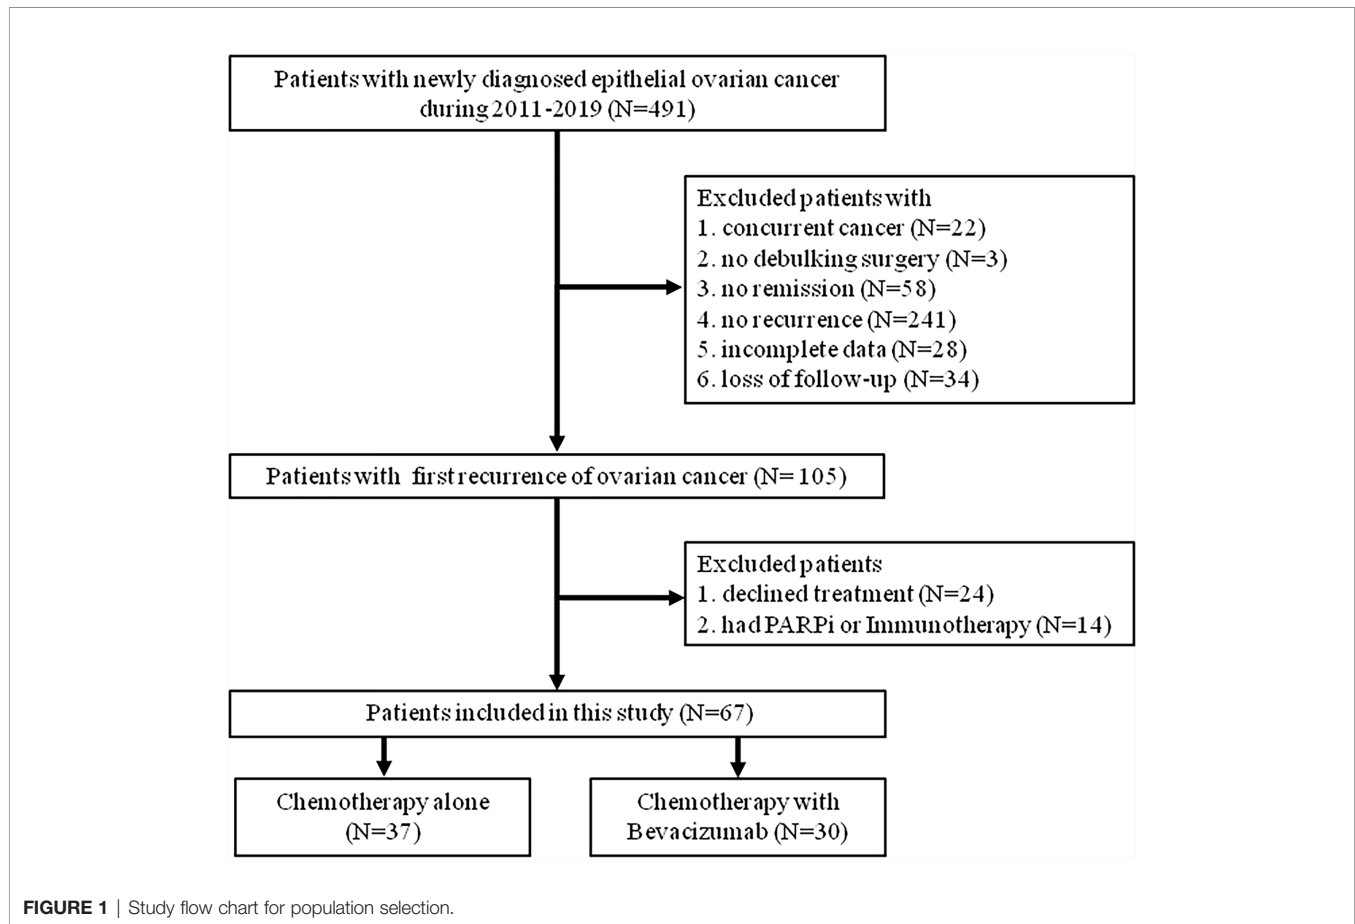 Patients with newly diagnosed epithelial ovarian cancer
during 2011-2019 (N=491)
Excluded patients with
1. concurrent cancer (N=22)
2. no debulking surgery (N=3)
3. no remission (N=58)
4. no recurrence (N=241)
5. incomplete data (N=28)
6. loss of follow-up (N=34)
Patients with first recurrence of ovarian cancer (N=105)
Excluded patients
1. declined treatment (N=24)
2. had PARPi or Immunotherapy (N=14)
Patients included in this study (N=67)
Chemotherapy alone
(N=37)
Chemotherapy with
Bevacizumab (N=30)
FIGURE 1 | Study flow chart for population selection.